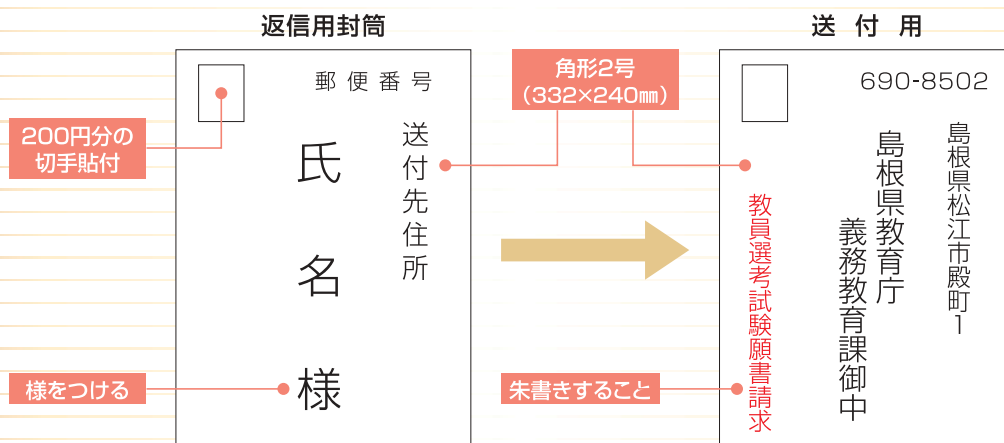 返信用封筒
郵便番号
送付先住所
氏名様
200円分の
切手貼付
様をつける
角形2号
(332×240㎜)
送付用
690-8502
島根県松江市殿町1
島根県教育庁
義務教育課御中
教員選考試験願書請求
朱書きすること